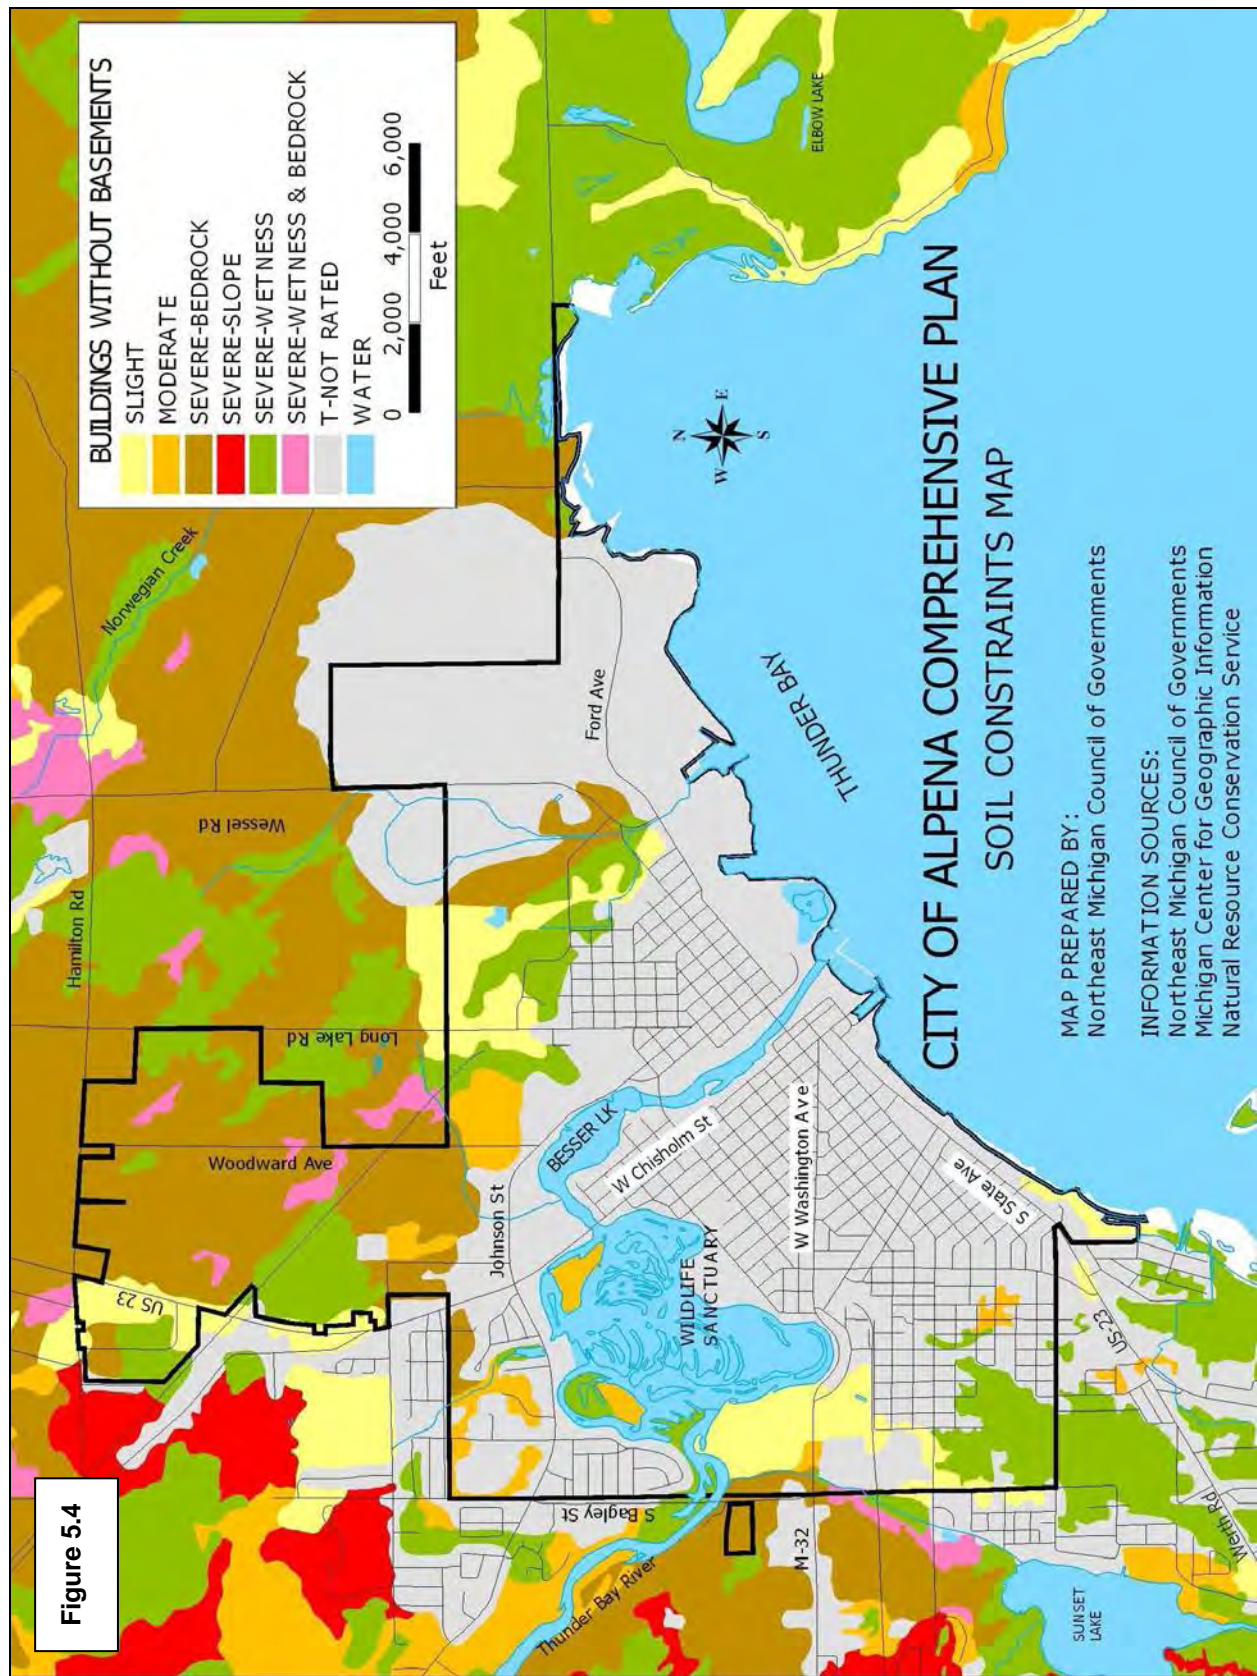 Figure 5.4
BUILDINGS WITHOUT BASEMENTS
SLIGHT
MODERATE
SEVERE-BEDROCK
SEVERE-SLOPE
SEVERE-WETNESS
SEVERE-WETNESS & BEDROCK
T-NOT RATED
WATER
0 2,000 4,000 6,000
Feet
Norwegian Creek
Hamilton Rd
Wessel Rd
Long Lake Rd
Woodward Ave
US 23
Johnson St
Ford Ave
ELBOW LAKE
BESSER LK
W Chisholm St
W Washington Ave
S State Ave
WILDLIFE
SANCTUARY
S Bagley St
Thunder Bay River
M-32
US-23
Werth Rd
SUNSET
LAKE
THUNDER BAY
N
W
E
S
CITY OF ALPENA COMPREHENSIVE PLAN
SOIL CONSTRAINTS MAP
MAP PREPARED BY:
Northeast Michigan Council of Governments
INFORMATION SOURCES:
Northeast Michigan Council of Governments
Michigan Center for Geographic Information
Natural Resource Conservation Service